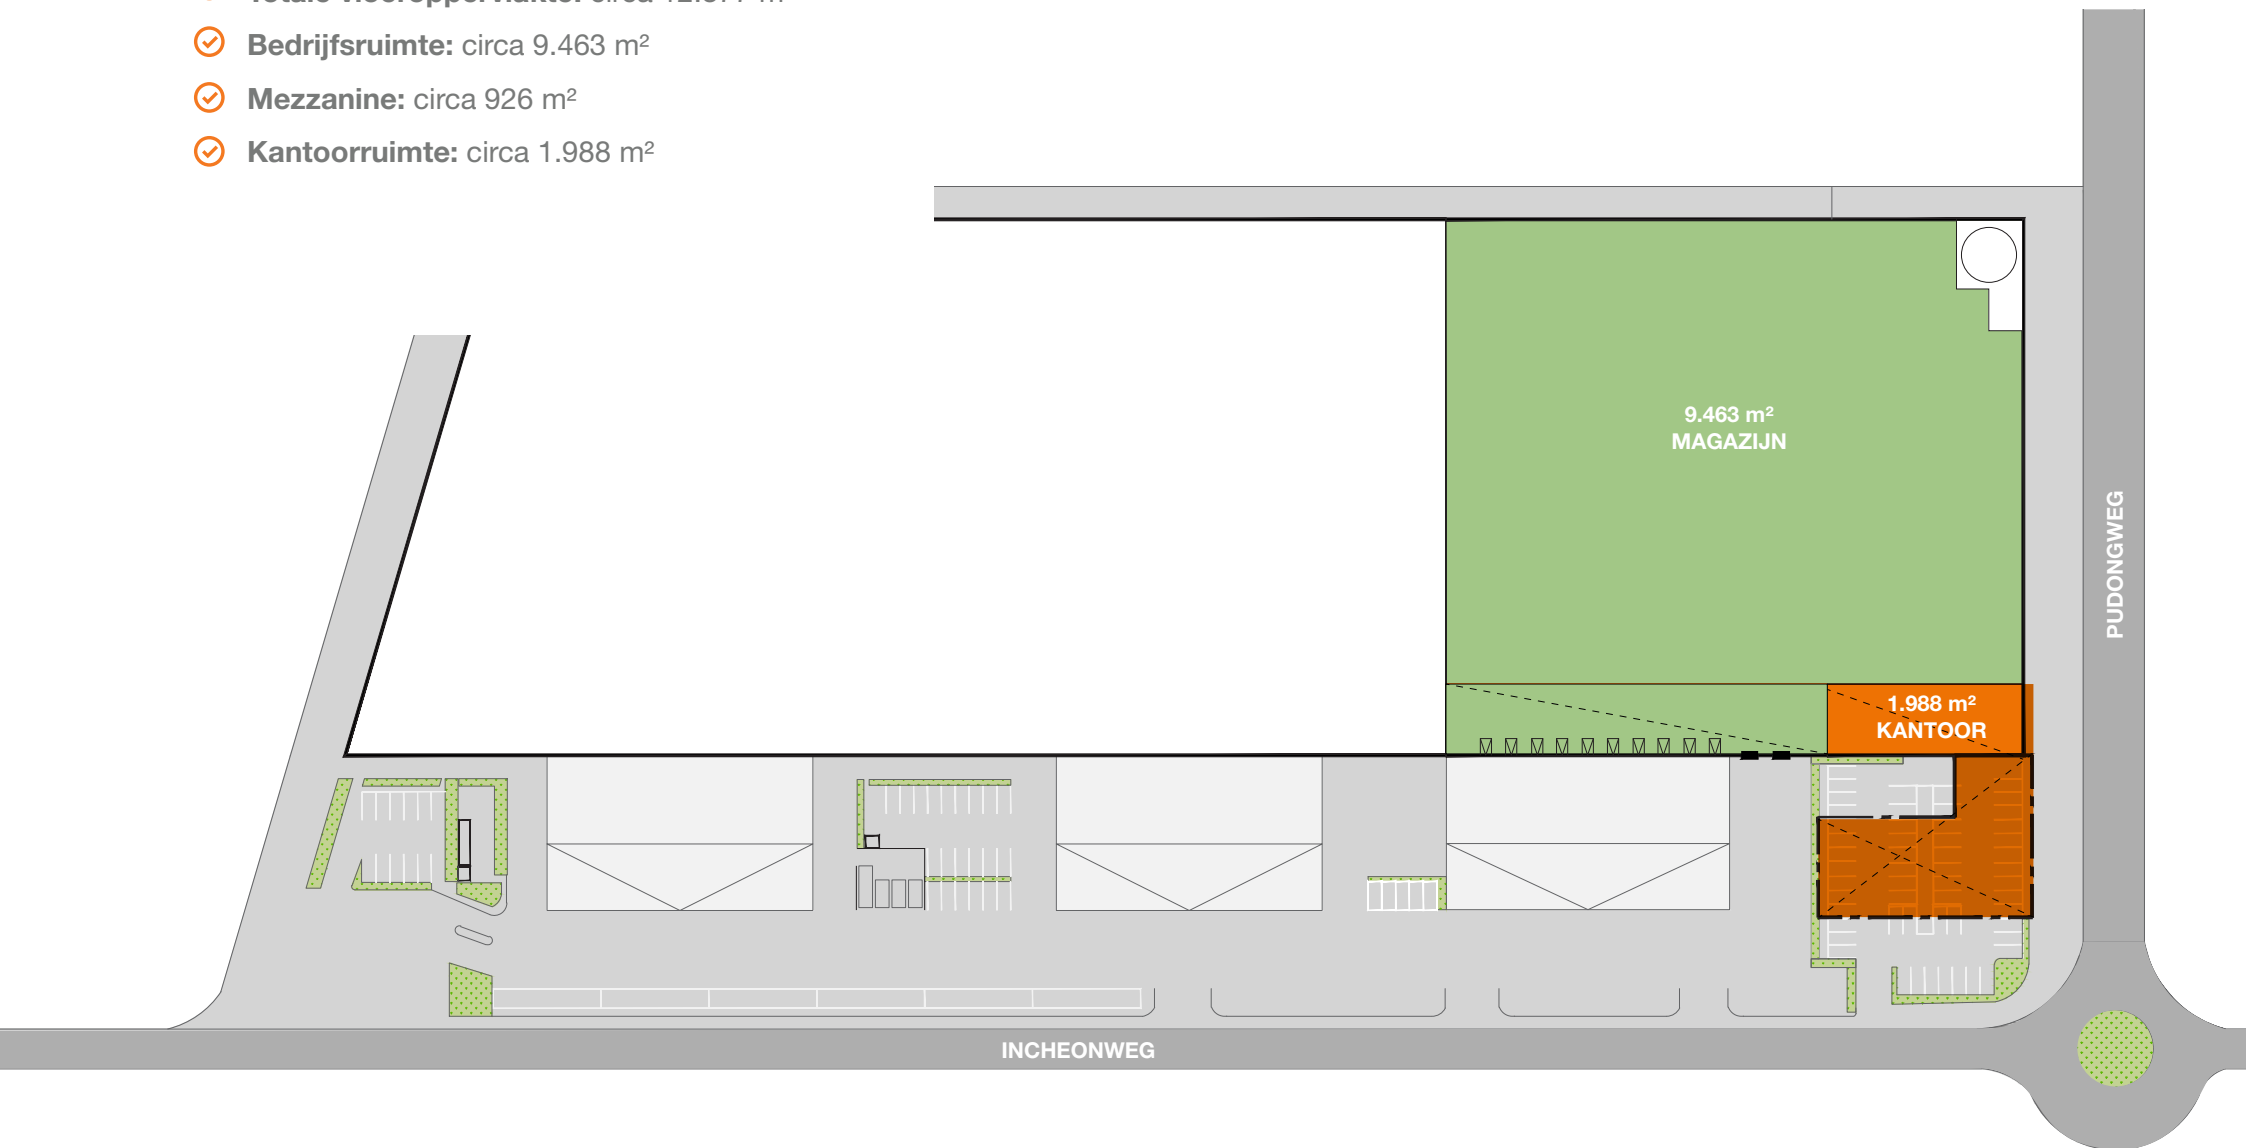 Bedrijfsruimte: circa 9.463 m²
Mezzanine: circa 926 m²
Kantoorruimte: circa 1.988 m²
9.463 m²
MAGAZIJN
PUDONGWEG
1.988 m²
KANTOOR
INCHEONWEG